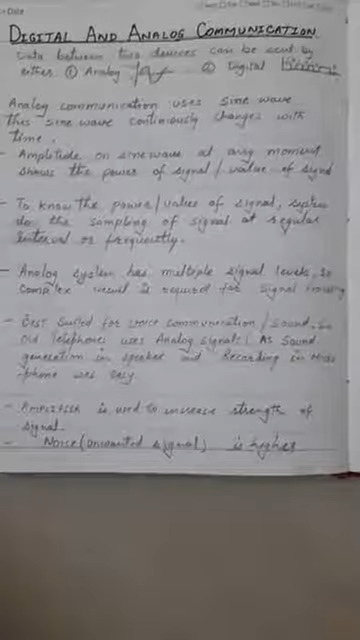 Date
DIGITAL AND ANALOG COMMUNICATION
Data between two devices can be sent by
either ① Analog ② Digital
Analog communication uses sine wave
this sine wave continuously changes with
time.
- Amplitude on sinewave at any moment
shows the power of signal / value of signal
- To know the power/value of signal, system
do the sampling of signal at regular
interval or frequently.
- Analog system has multiple signal levels, so
complex circuit is required for signal
- Best suited for voice communication / sound. so
old telephones uses Analog signals, As sound
generation in speaker and Recording in Micro
phone was easy.
- AMPLIFIER is used to increase strength of
signal.
- Noise (unwanted signal) is higher